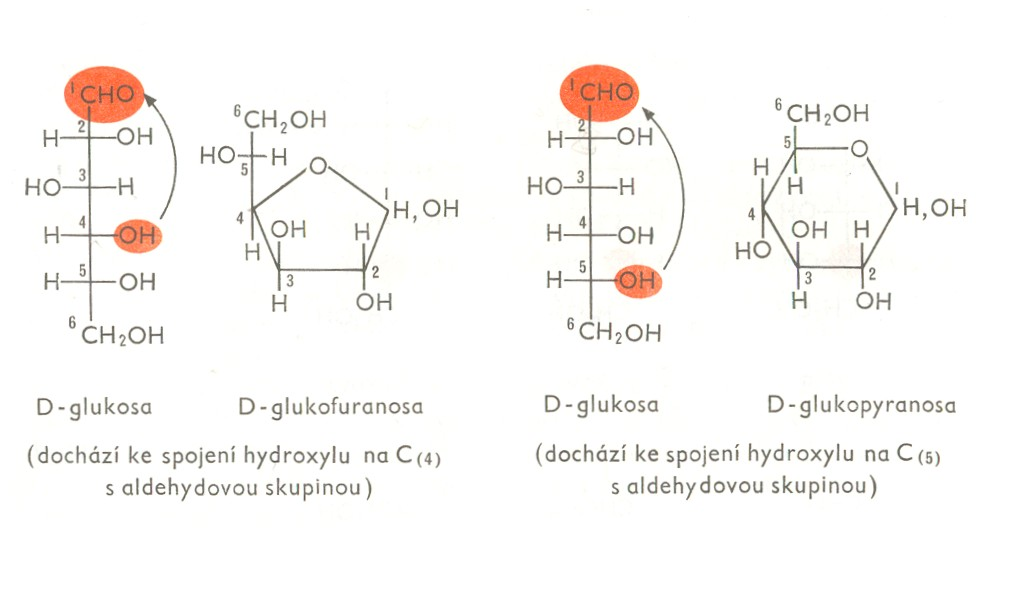 ¹CHO
H 2 OH
HO 3 H
H 4 OH
H 5 OH
⁶CH₂OH
⁶CH₂OH
HO 5 H
O
4
1
H, OH
H
OH
H
3
2
H
OH
¹CHO
H 2 OH
HO 3 H
H 4 OH
H 5 OH
⁶CH₂OH
⁶CH₂OH
5
O
H
H
4
1
H, OH
HO
OH
H
3
2
H
OH
D-glukosa
D-glukofuranosa
(dochází ke spojení hydroxylu na C(4)
s aldehydovou skupinou)
D-glukosa
D-glukopyranosa
(dochází ke spojení hydroxylu na C(5)
s aldehydovou skupinou)